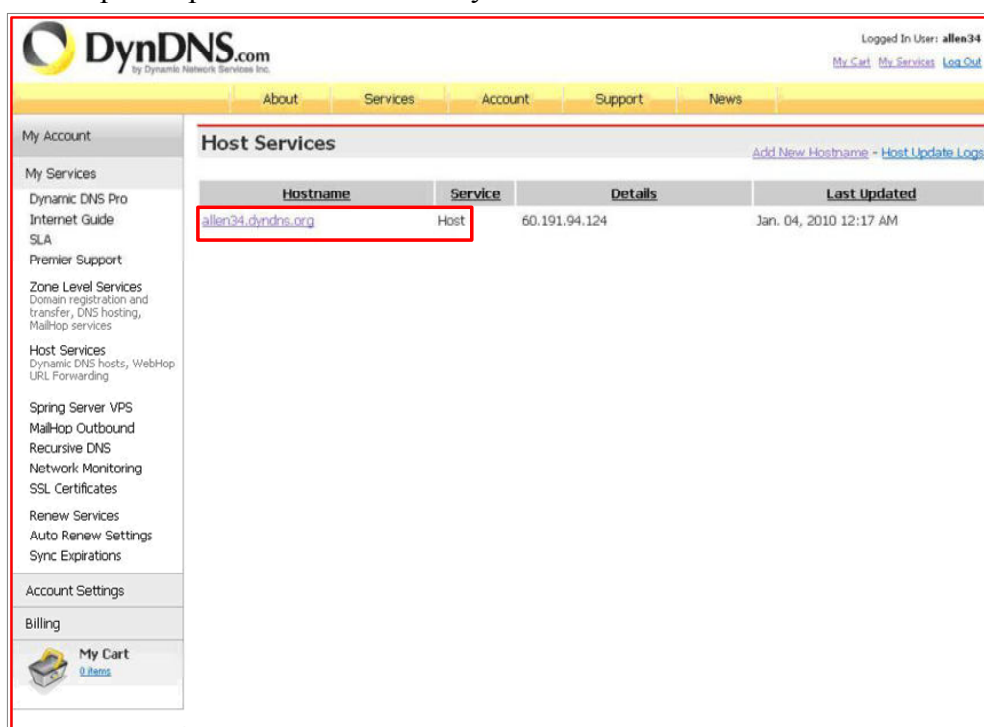 DynDNS.com
by Dynamic Network Services Inc.
Logged In User: allen34
My Cart My Services Log Out
About Services Account Support News
My Account
My Services
Dynamic DNS Pro
Internet Guide
SLA
Premier Support
Zone Level Services
Domain registration and
transfer, DNS hosting,
MailHop services
Host Services
Dynamic DNS hosts, WebHop
URL Forwarding
Spring Server VPS
MailHop Outbound
Recursive DNS
Network Monitoring
SSL Certificates
Renew Services
Auto Renew Settings
Sync Expirations
Account Settings
Billing
My Cart
0 items
Host Services
Add New Hostname - Host Update Logs
Hostname Service Details Last Updated
allen34.dyndns.org Host 60.191.94.124 Jan. 04, 2010 12:17 AM